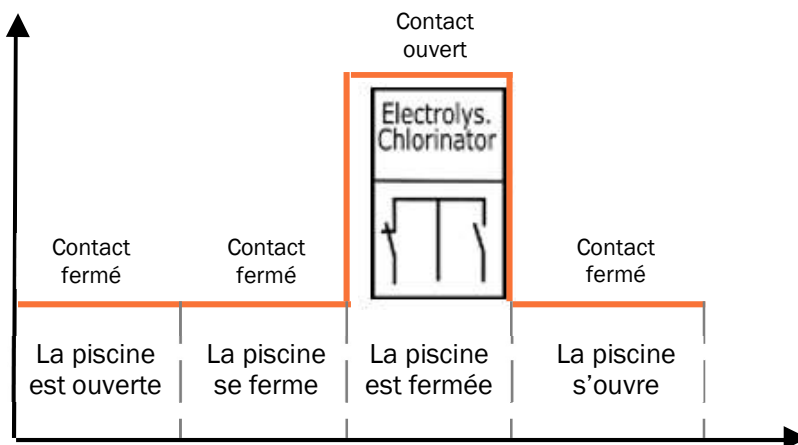 Contact
ouvert
Electrolys.
Chlorinator
Contact
fermé
Contact
fermé
Contact
fermé
La piscine
est ouverte
La piscine
se ferme
La piscine
est fermée
La piscine
s’ouvre